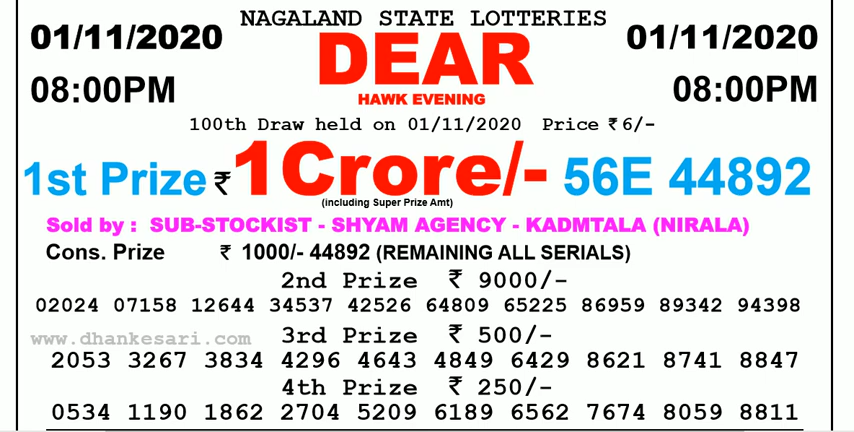 NAGALAND STATE LOTTERIES
01/11/2020 DEAR 01/11/2020
08:00PM HAWK EVENING 08:00PM
100th Draw held on 01/11/2020 Price ₹ 6/-
1st Prize ₹ 1Crore/- 56E 44892
(including Super Prize Amt)
Sold by : SUB-STOCKIST - SHYAM AGENCY - KADMTALA (NIRALA)
Cons. Prize ₹ 1000/- 44892 (REMAINING ALL SERIALS)
2nd Prize ₹ 9000/-
02024 07158 12644 34537 42526 64809 65225 86959 89342 94398
www.dhankesari.com 3rd Prize ₹ 500/-
2053 3267 3834 4296 4643 4849 6429 8621 8741 8847
4th Prize ₹ 250/-
0534 1190 1862 2704 5209 6189 6562 7674 8059 8811